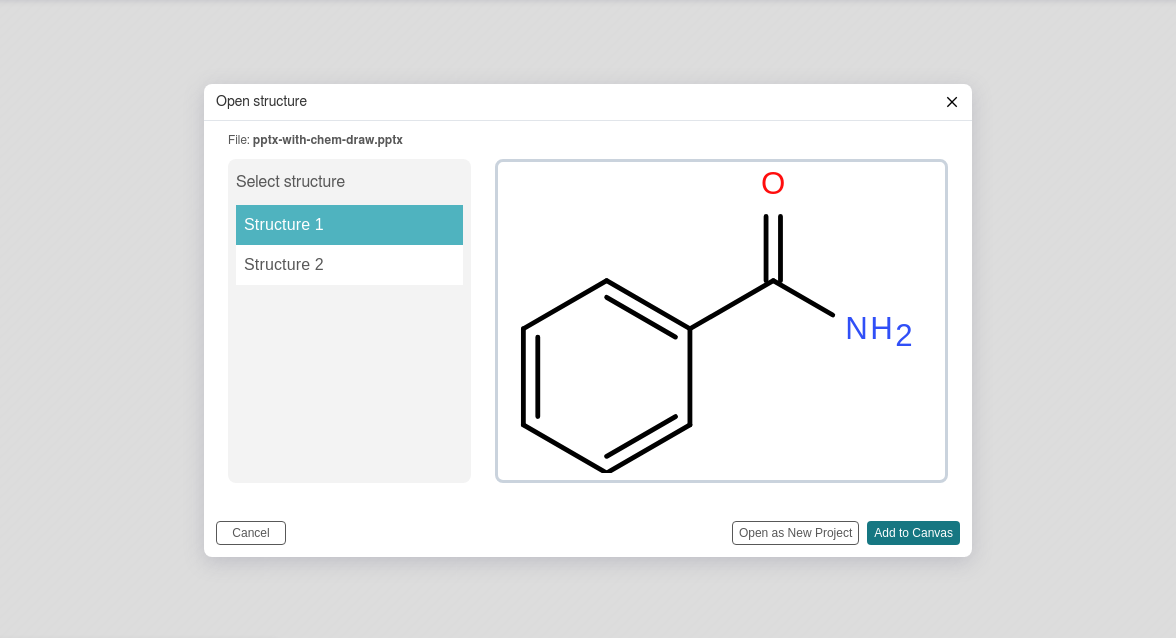 Open structure
File: pptx-with-chem-draw.pptx
Select structure
Structure 1
Structure 2
O
NH2
Cancel
Open as New Project
Add to Canvas